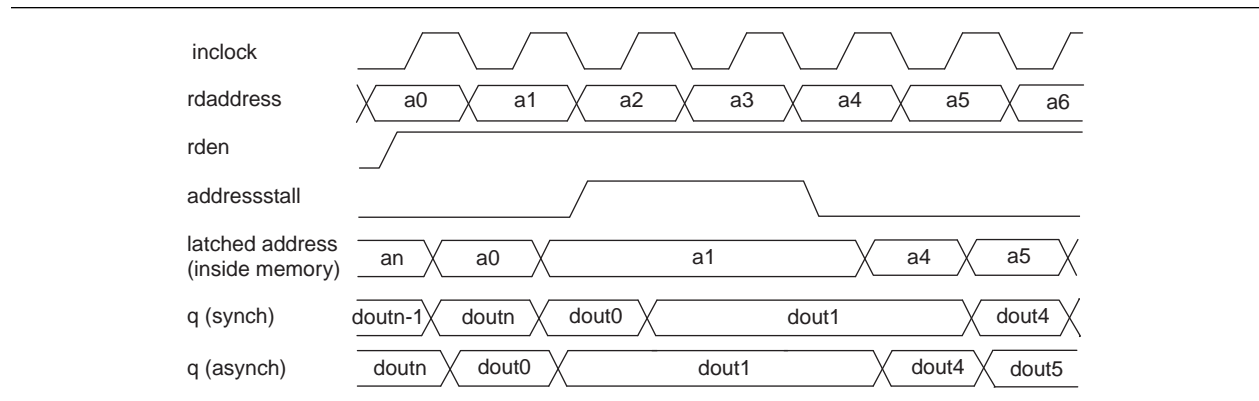 inclock
rdaddress a0 a1 a2 a3 a4 a5 a6
rden
addressstall
latched address
(inside memory) an a0 a1 a4 a5
q (synch) doutn-1 doutn dout0 dout1 dout4
q (asynch) doutn dout0 dout1 dout4 dout5